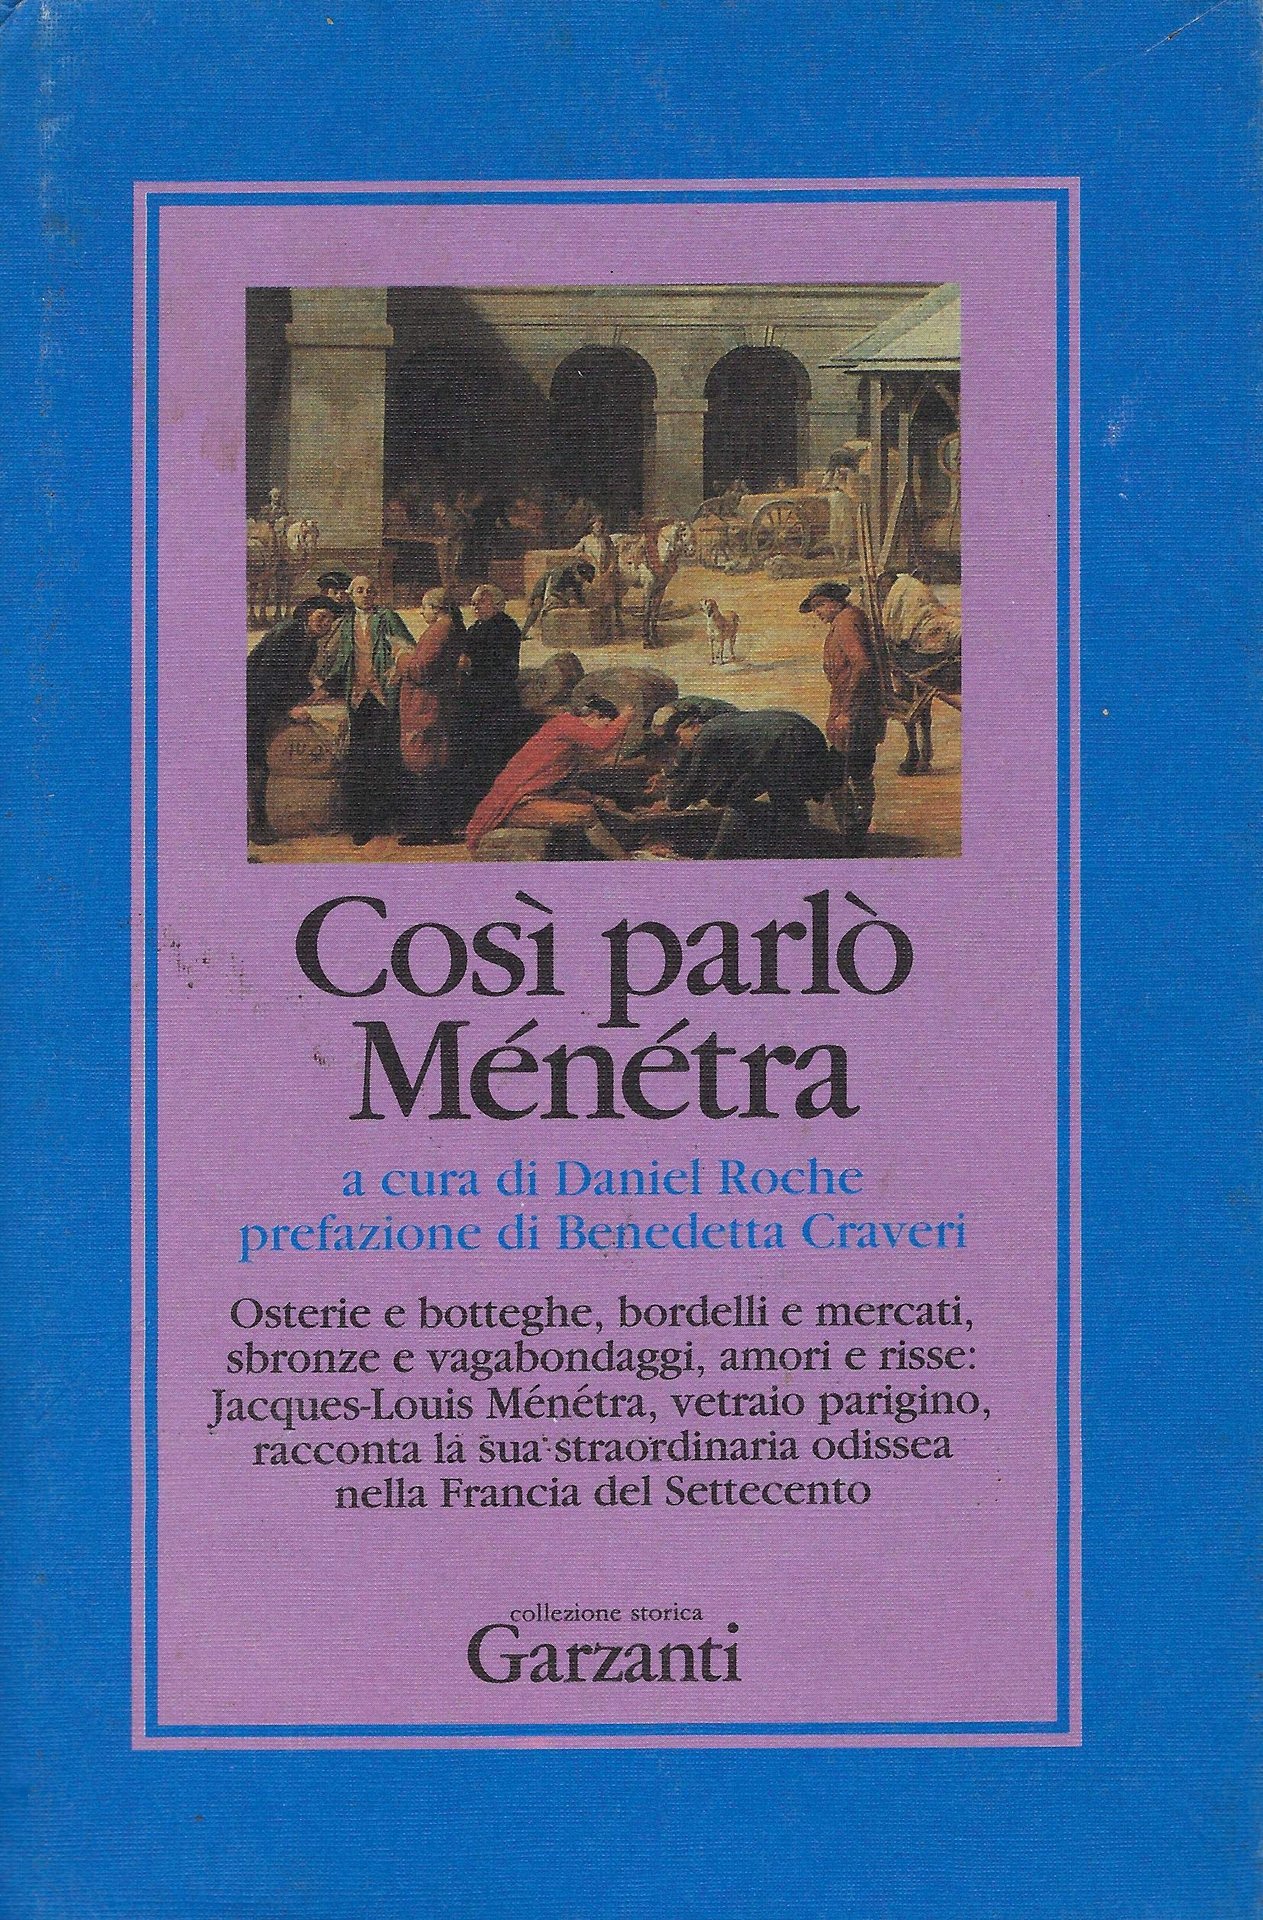 Così parlò
Ménétra
a cura di Daniel Roche
prefazione di Benedetta Craveri
Osterie e botteghe, bordelli e mercati,
sbronze e vagabondaggi, amori e risse:
Jacques-Louis Ménétra, vetraio parigino,
racconta la sua straordinaria odissea
nella Francia del Settecento
collezione storica
Garzanti